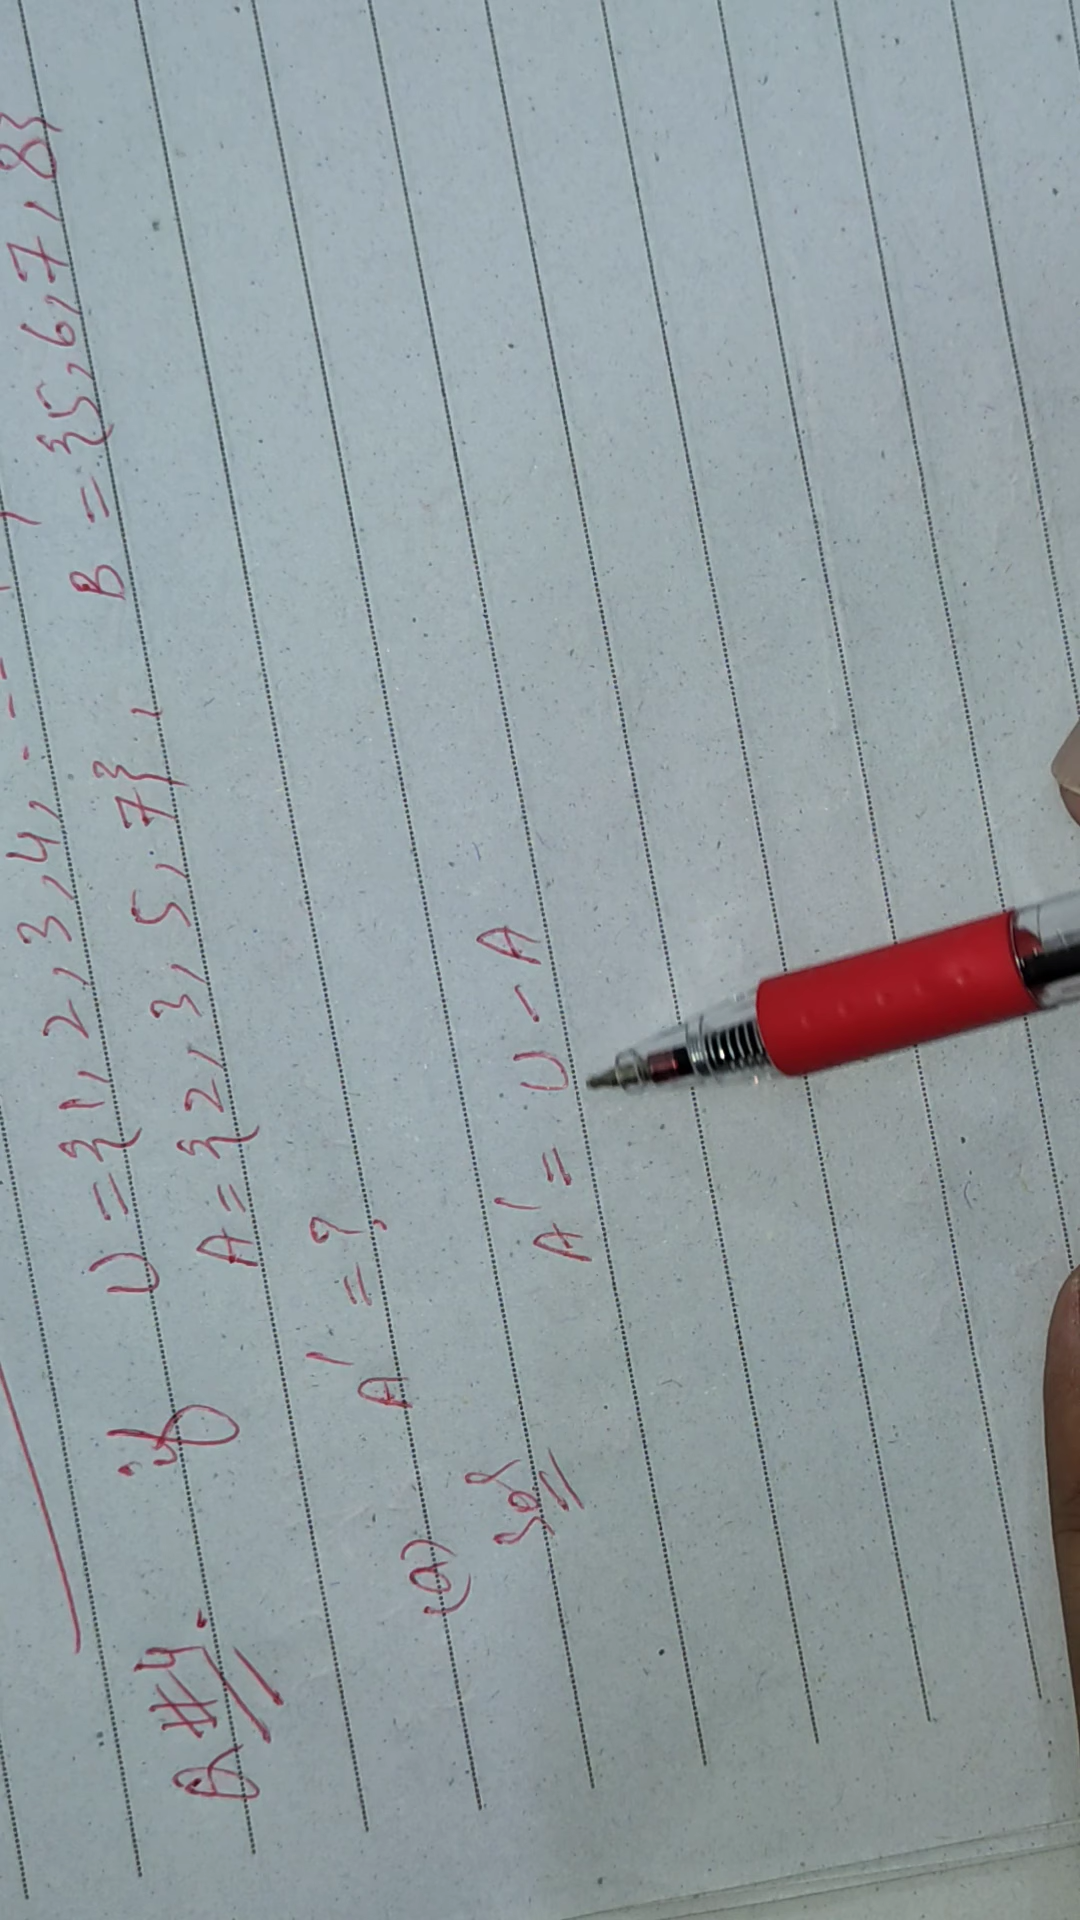 Q#4. if U = {1, 2, 3, 4, - - -
A = {2, 3, 5, 7}, B = {5, 6, 7, 8}
(a) A' = ?
Sol A' = U - A